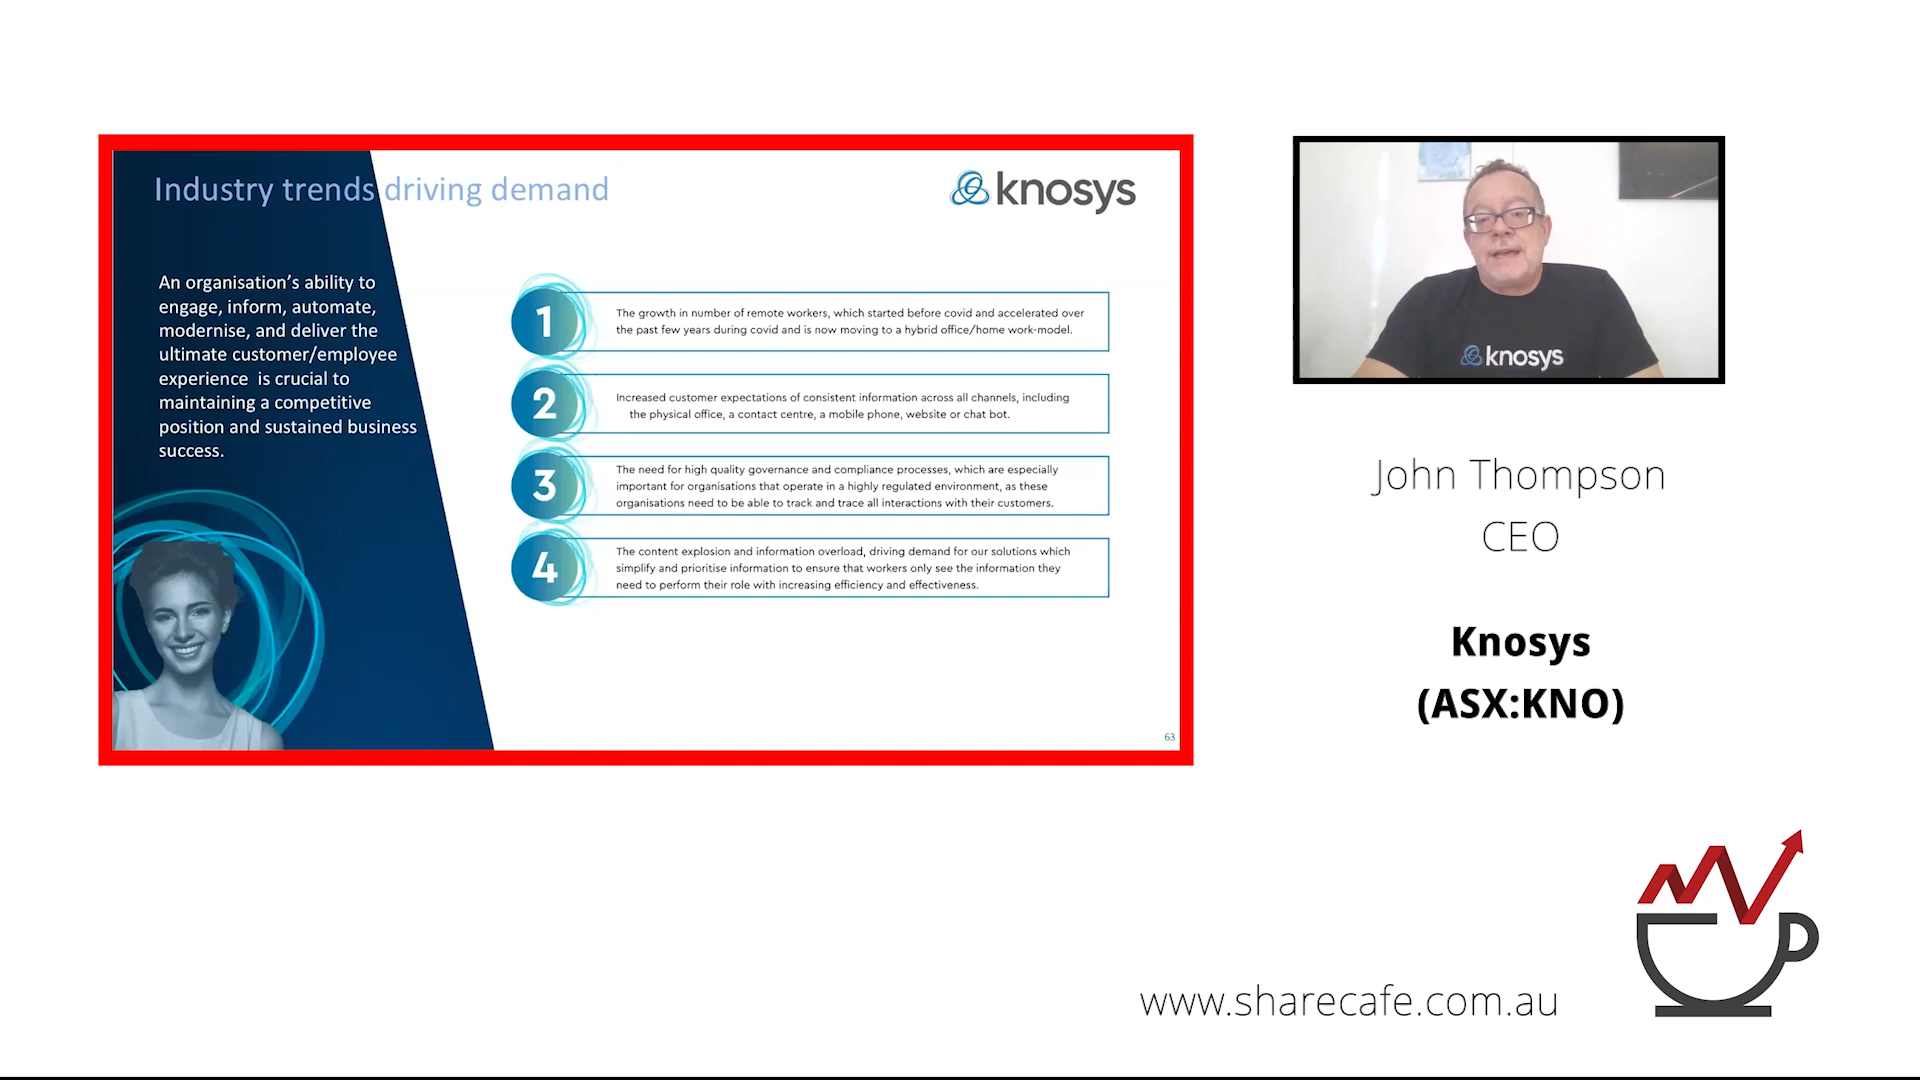 Industry trends driving demand
knosys
An organisation's ability to
engage, inform, automate,
modernise, and deliver the
ultimate customer/employee
experience is crucial to
maintaining a competitive
position and sustained business
success.
1
The growth in number of remote workers, which started before covid and accelerated over
the past few years during covid and is now moving to a hybrid office/home work-model.
2
Increased customer expectations of consistent information across all channels, including
the physical office, a contact centre, a mobile phone, website or chat bot.
3
The need for high quality governance and compliance processes, which are especially
important for organisations that operate in a highly regulated environment, as these
organisations need to be able to track and trace all interactions with their customers.
4
The content explosion and information overload, driving demand for our solutions which
simplify and prioritise information to ensure that workers only see the information they
need to perform their role with increasing efficiency and effectiveness.
63
knosys
John Thompson
CEO
Knosys
(ASX:KNO)
www.sharecafe.com.au